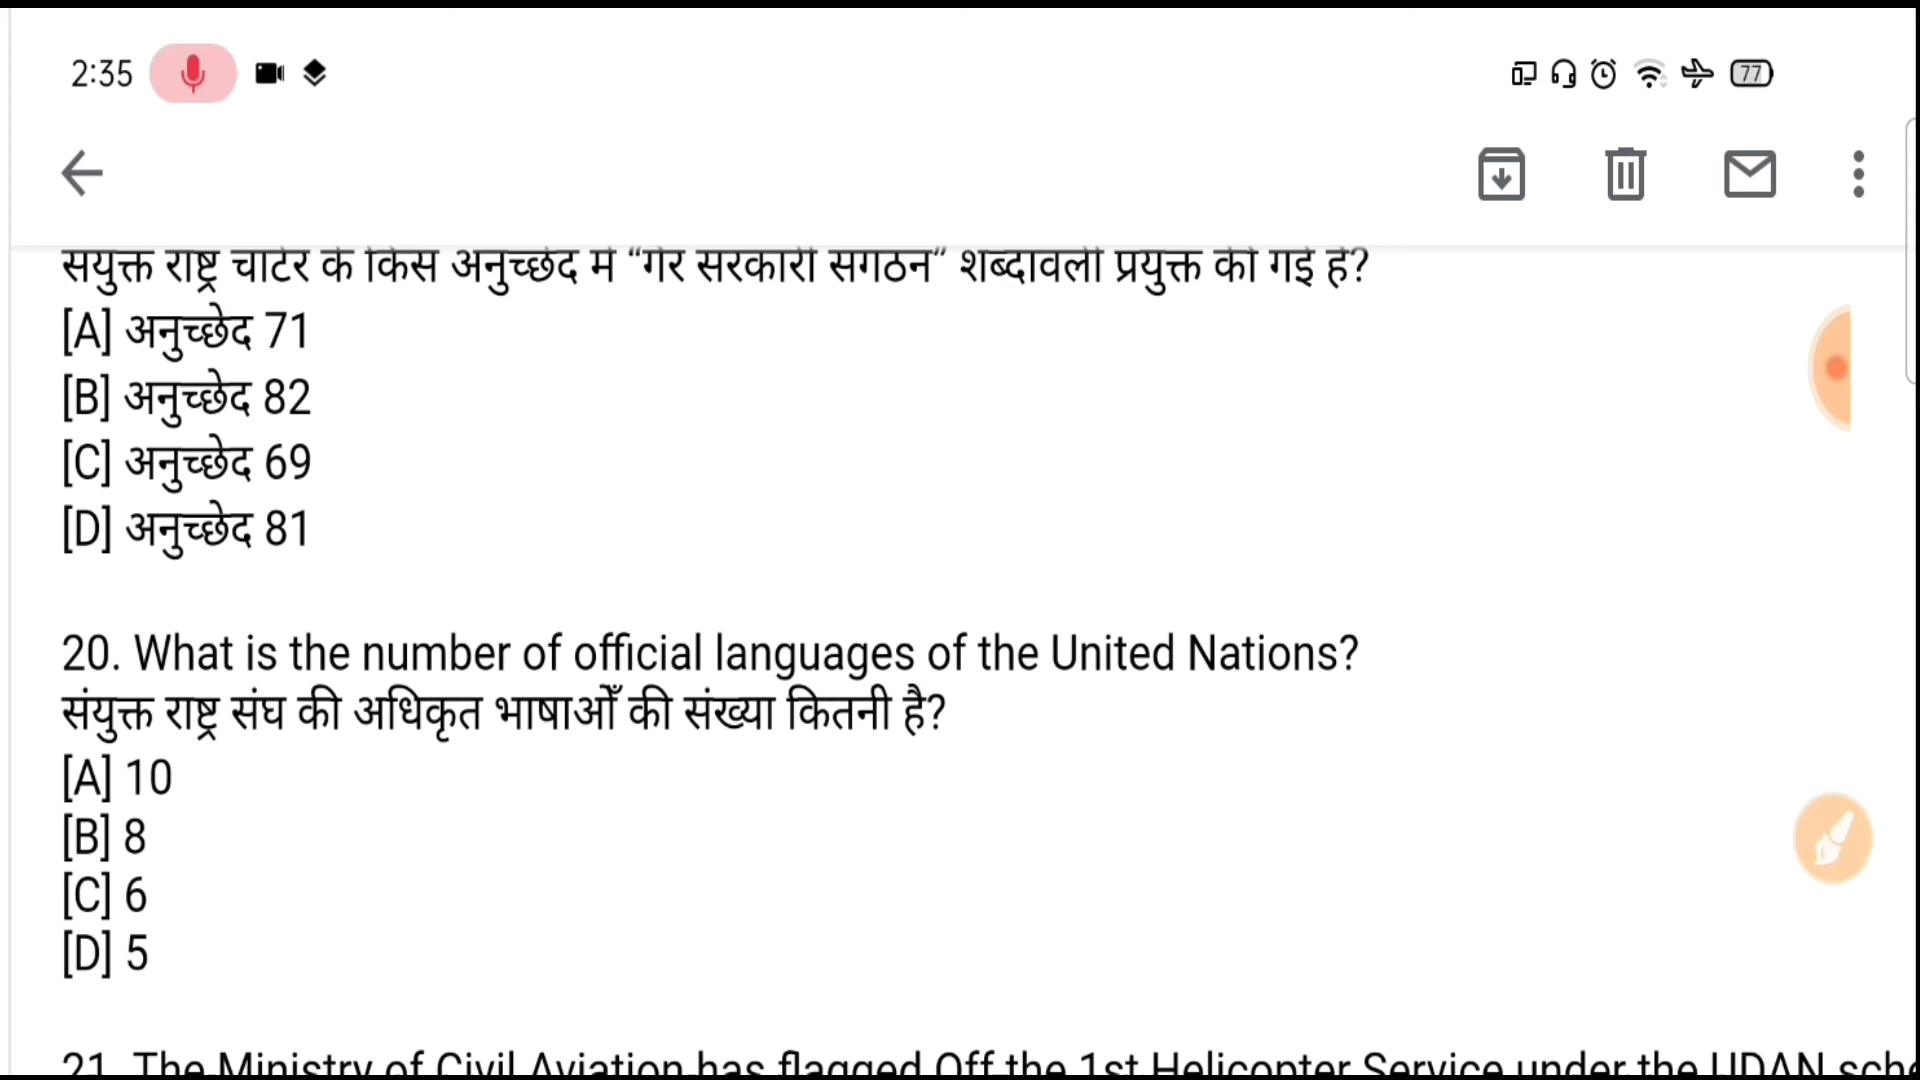 2:35
77
संयुक्त राष्ट्र चार्टर के किस अनुच्छेद में “गैर सरकारी संगठन” शब्दावली प्रयुक्त की गई है?
[A] अनुच्छेद 71
[B] अनुच्छेद 82
[C] अनुच्छेद 69
[D] अनुच्छेद 81
20. What is the number of official languages of the United Nations?
संयुक्त राष्ट्र संघ की अधिकृत भाषाओँ की संख्या कितनी है?
[A] 10
[B] 8
[C] 6
[D] 5
21. The Ministry of Civil Aviation has flagged Off the 1st Helicopter Service under the UDAN sche